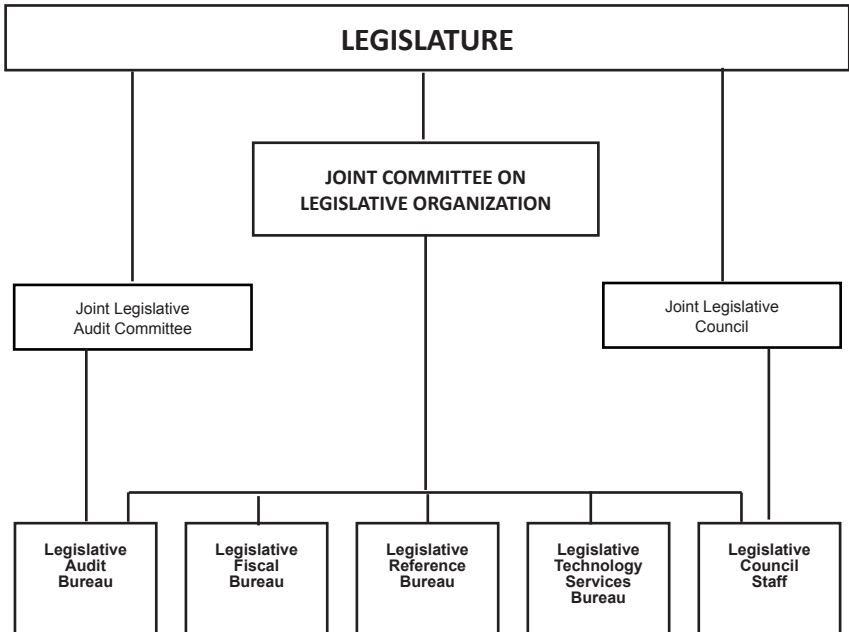 LEGISLATURE
JOINT COMMITTEE ON
LEGISLATIVE ORGANIZATION
Joint Legislative
Audit Committee
Joint Legislative
Council
Legislative
Audit
Bureau
Legislative
Fiscal
Bureau
Legislative
Reference
Bureau
Legislative
Technology
Services
Bureau
Legislative
Council
Staff